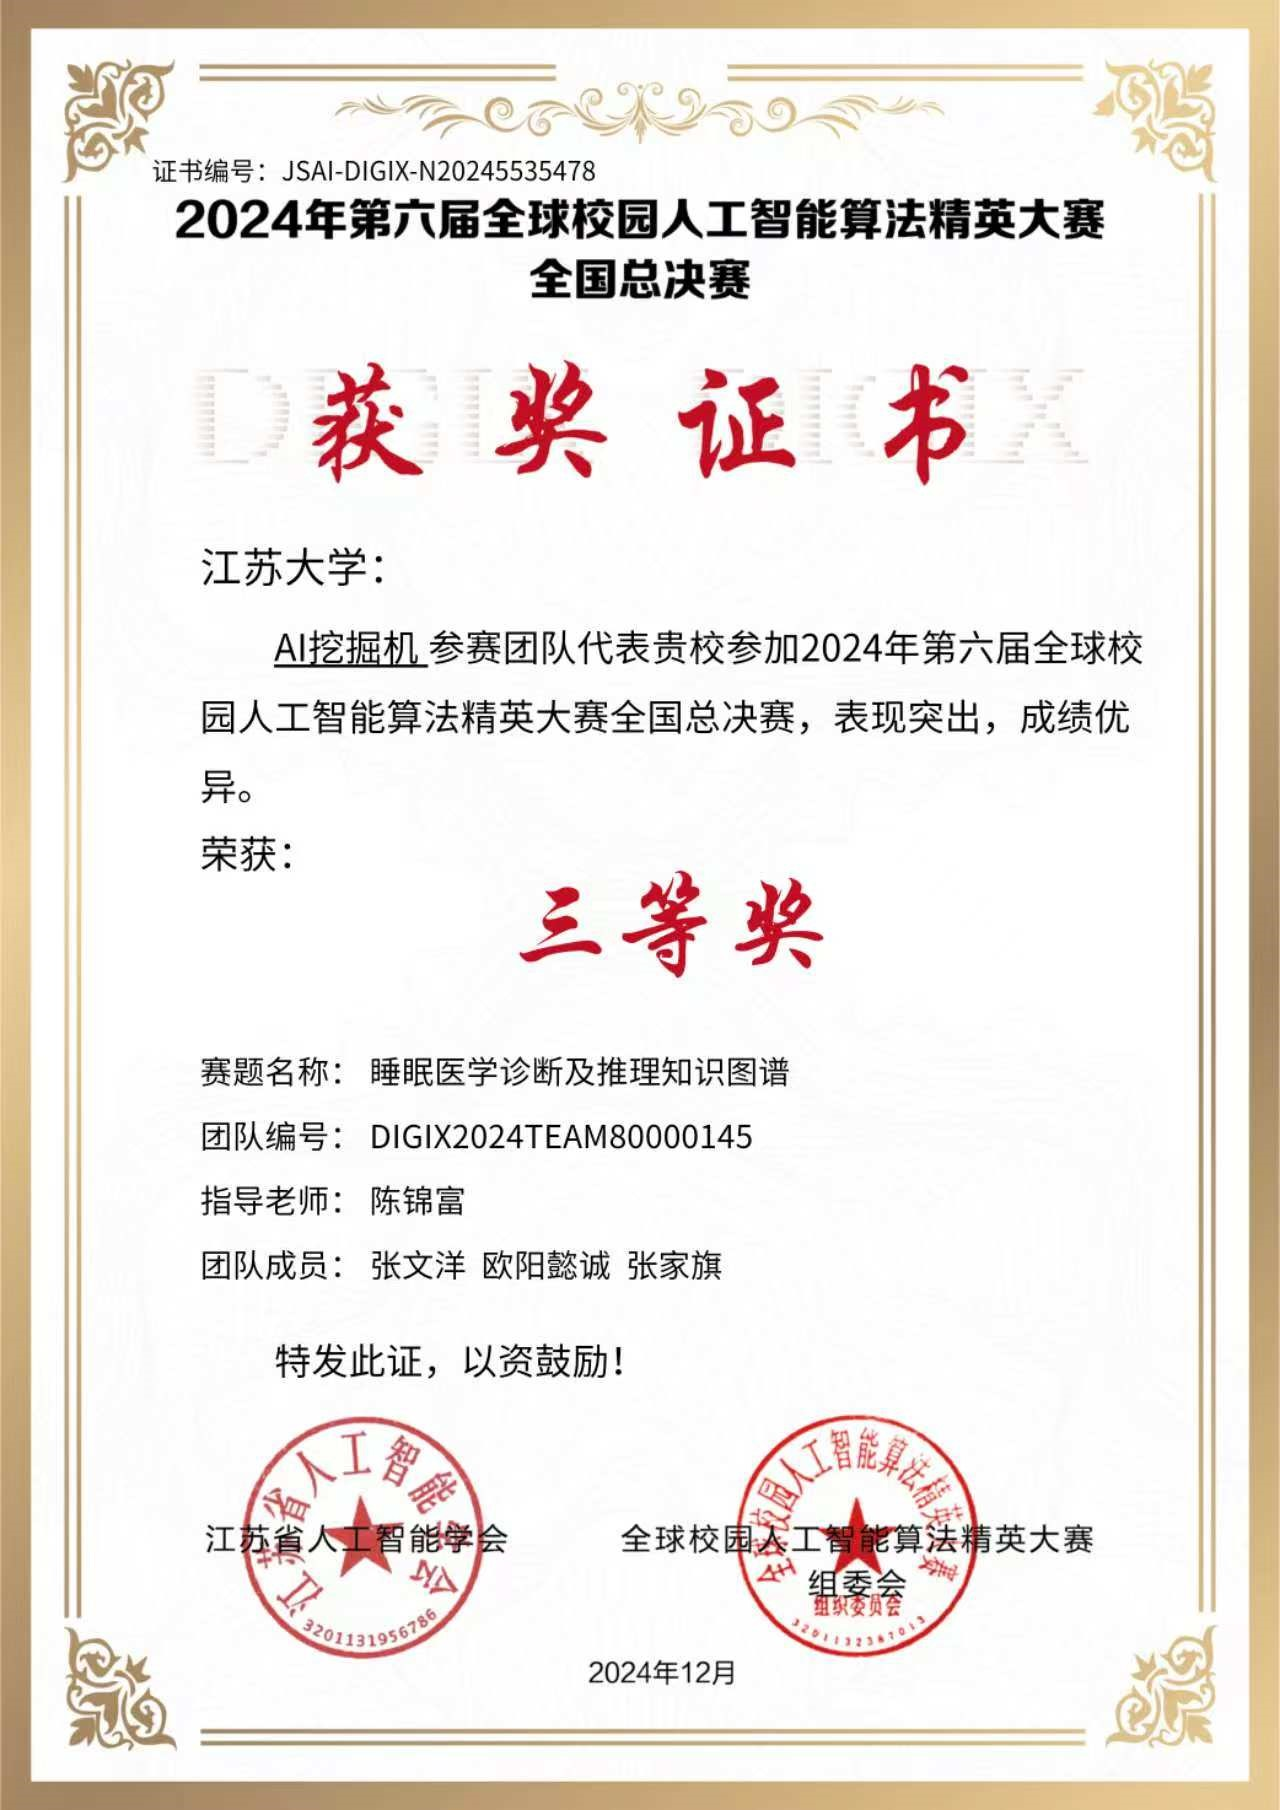 证书编号：JSAI-DIGIX-N20245535478
2024年第六届全球校园人工智能算法精英大赛
全国总决赛
DIGIX DIGIX
获奖证书
江苏大学：
AI挖掘机 参赛团队代表贵校参加2024年第六届全球校
园人工智能算法精英大赛全国总决赛，表现突出，成绩优
异。
荣获：
三等奖
赛题名称： 睡眠医学诊断及推理知识图谱
团队编号： DIGIX2024TEAM80000145
指导老师： 陈锦富
团队成员： 张文洋 欧阳懿诚 张家旗
特发此证，以资鼓励！
江苏省人工智能学会
3201131956786
江苏省人工智能学会
全球校园人工智能算法精英大赛
全球校园人工智能算法精英大赛
组委会
组织委员会
3201132387013
2024年12月